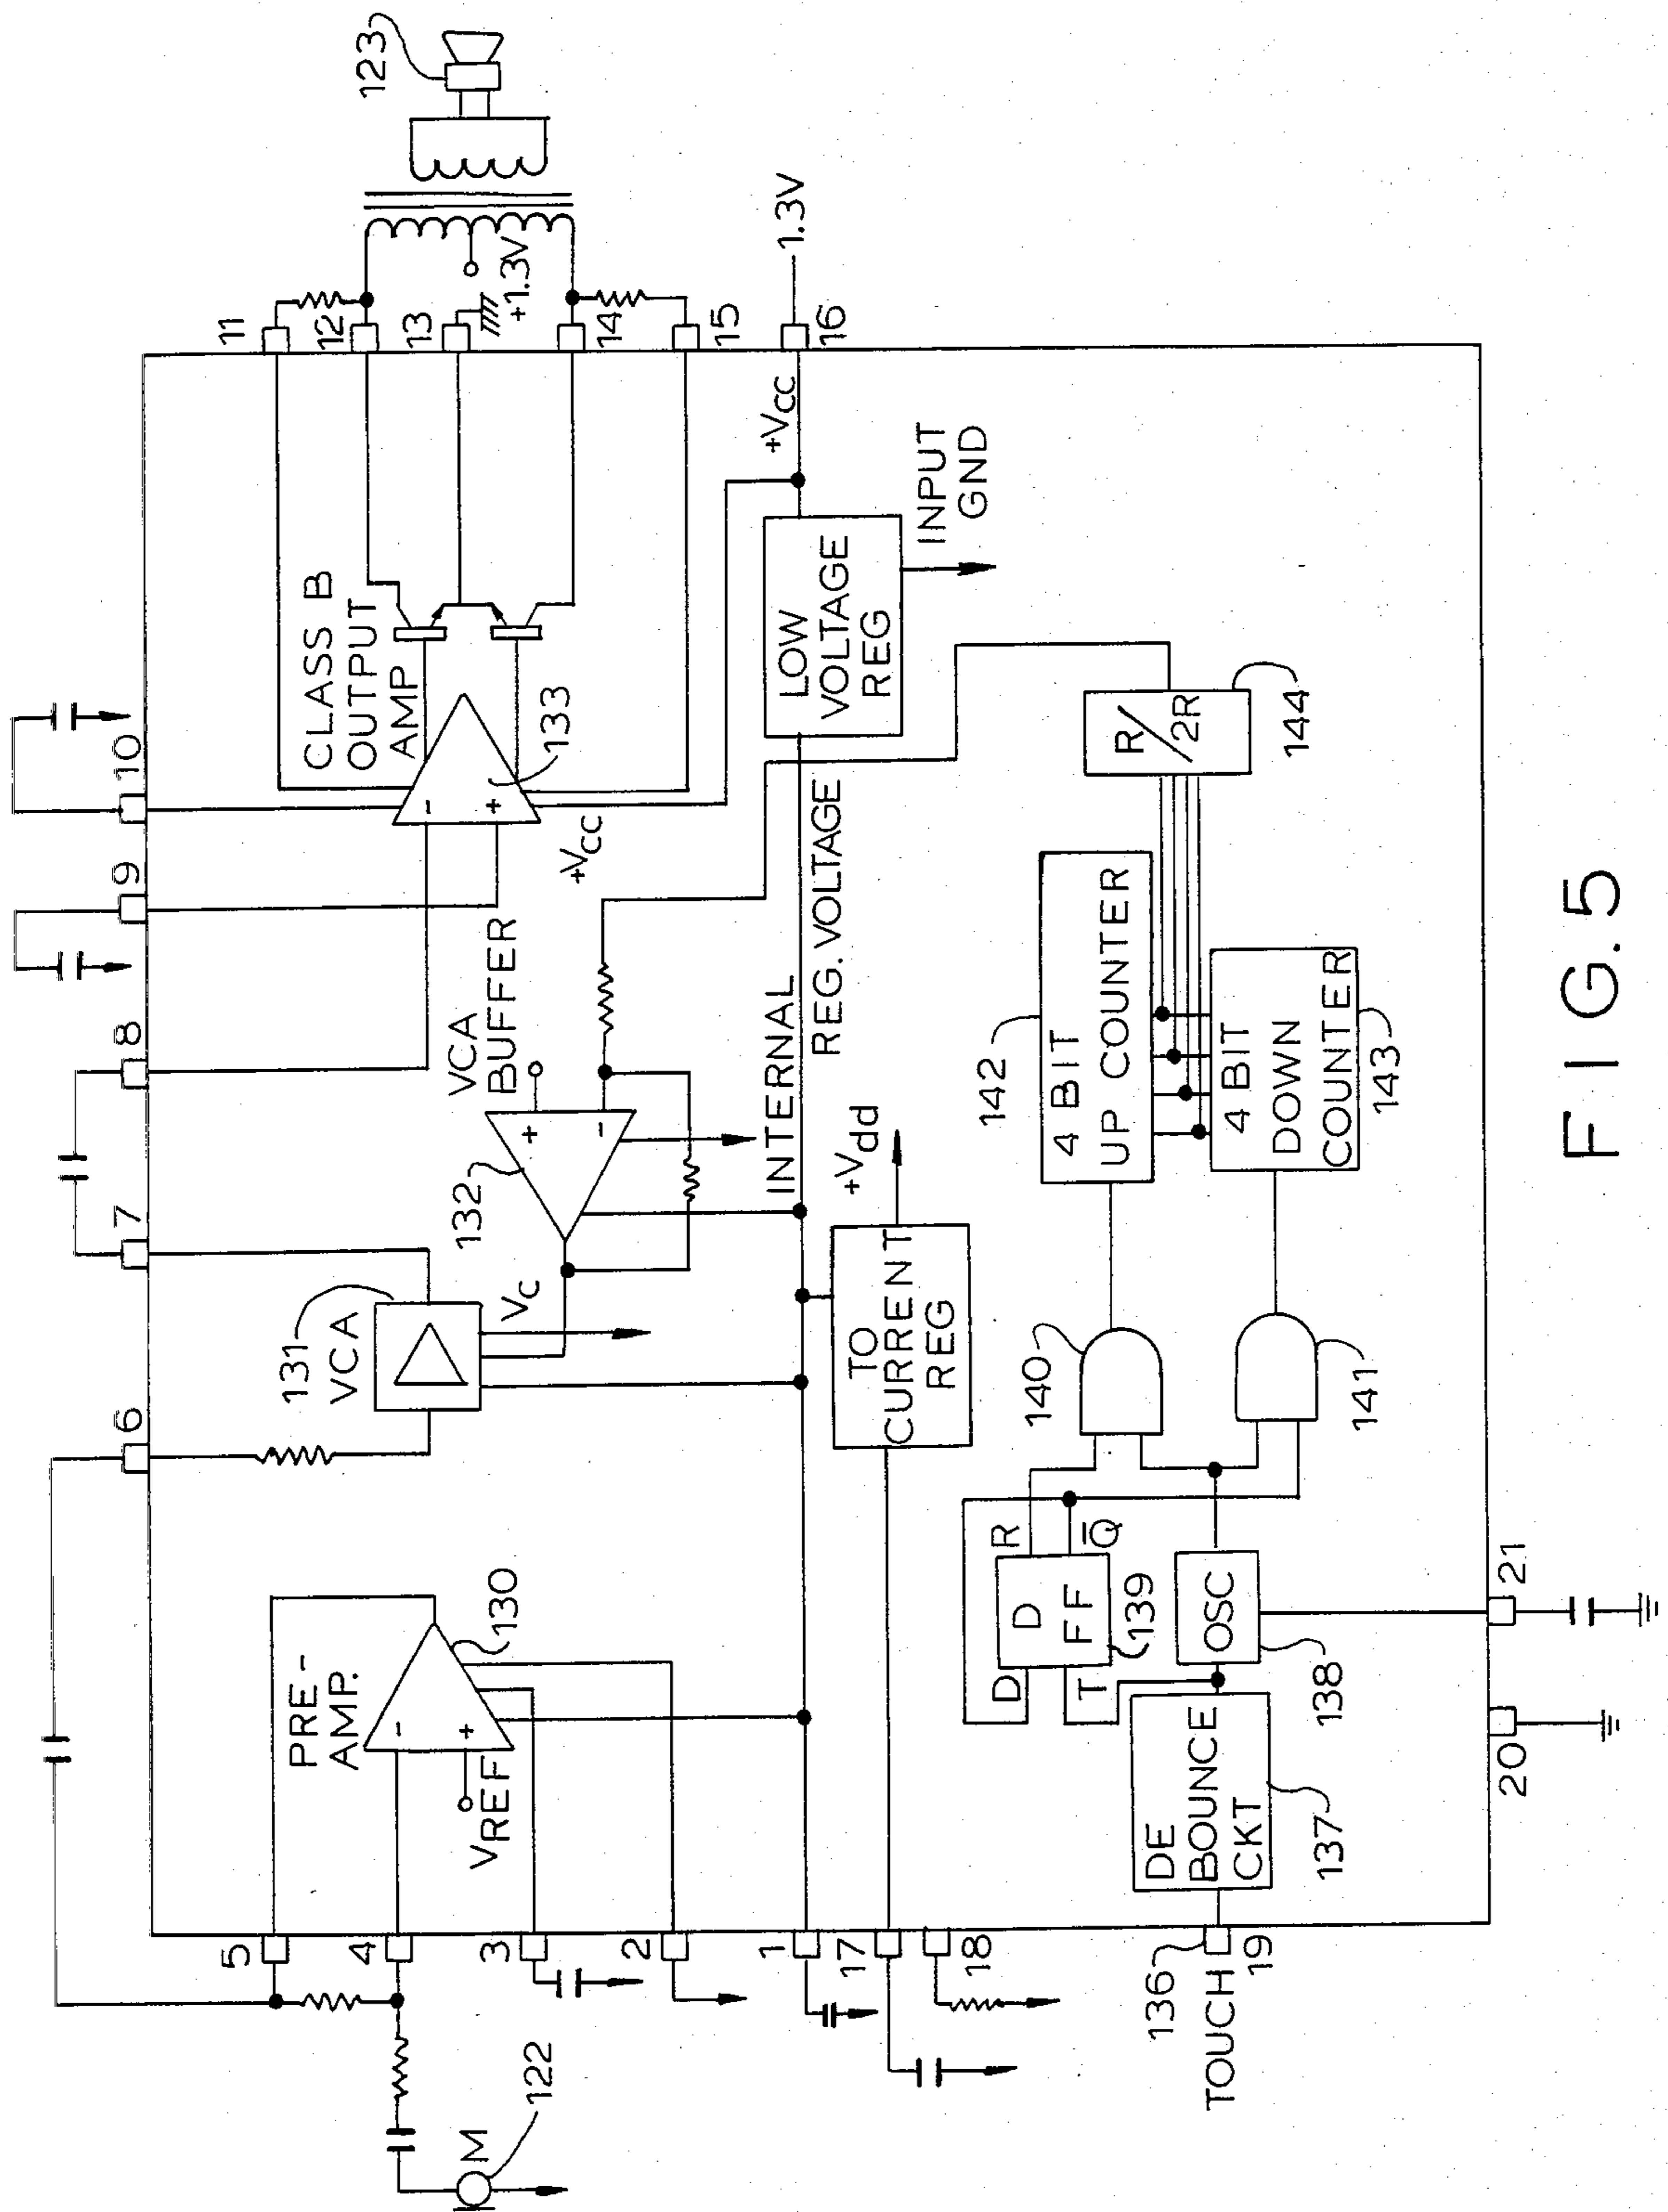 10
9
8
7
6
123
11
12
13
14
15
16
+1.3V
1.3V
CLASS B
OUTPUT
AMP
133
-
+
+VCC
+VCC
LOW
VOLTAGE
REG
INPUT
GND
VCA
BUFFER
+
-
132
131
VCA
VC
PRE-
AMP.
130
-
+
VREF
5
4
3
2
1
17
18
M
122
INTERNAL
REG. VOLTAGE
TO
CURRENT
REG
+Vdd
R/2R
144
142
4 BIT
UP COUNTER
4 BIT
DOWN
COUNTER
143
140
141
D
FF
D
T
R
Q̅
139
OSC
138
DE
BOUNCE
CKT
137
136
TOUCH
19
20
21
FIG. 5